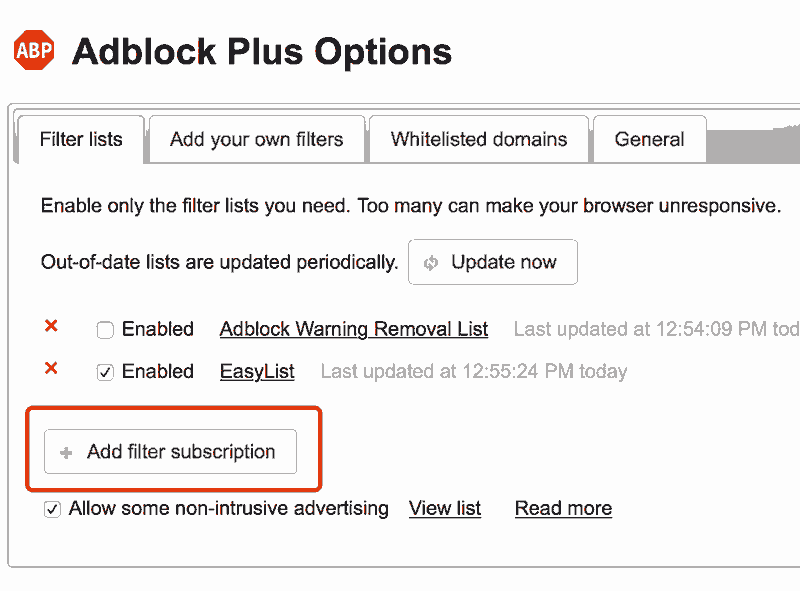 ABP Adblock Plus Options
Filter lists Add your own filters Whitelisted domains General
Enable only the filter lists you need. Too many can make your browser unresponsive.
Out-of-date lists are updated periodically. Update now
Enabled Adblock Warning Removal List Last updated at 12:54:09 PM tod
Enabled EasyList Last updated at 12:55:24 PM today
Add filter subscription
Allow some non-intrusive advertising View list Read more